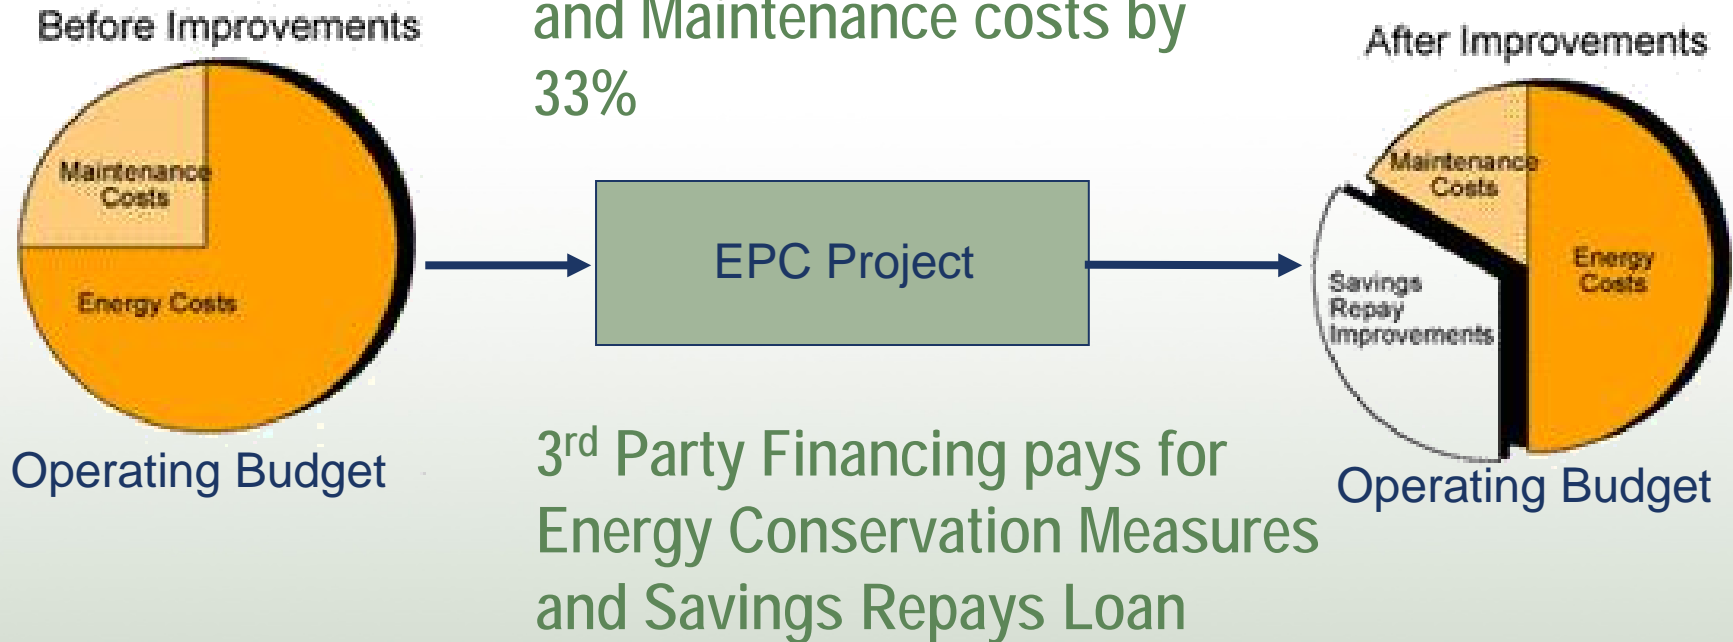 Before Improvements
Maintenance
Costs
Energy Costs
Operating Budget
and Maintenance costs by
33%
EPC Project
3rd Party Financing pays for
Energy Conservation Measures
and Savings Repays Loan
After Improvements
Maintenance
Costs
Energy
Costs
Savings
Repay
Improvements
Operating Budget